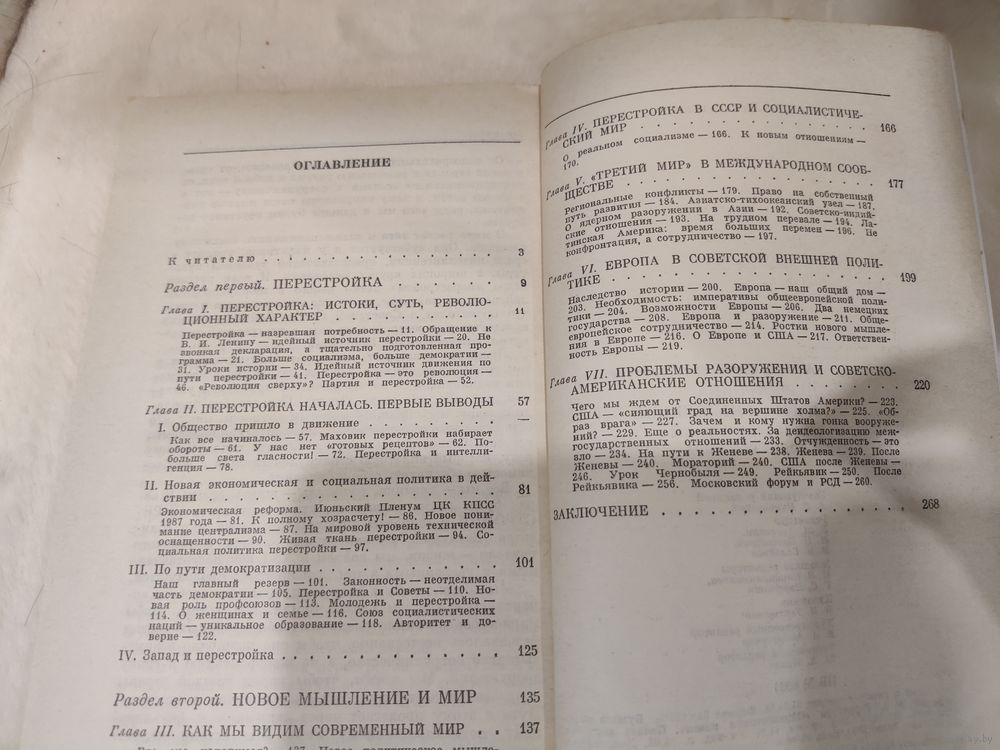 ОГЛАВЛЕНИЕ
К читателю . . . . . . . . . . . . . . . 3
Раздел первый. ПЕРЕСТРОЙКА . . . . . . 9
Глава I. ПЕРЕСТРОЙКА: ИСТОКИ, СУТЬ, РЕВОЛЮ-
ЦИОННЫЙ ХАРАКТЕР . . . . . . . . . . 11
Перестройка — назревшая потребность — 11. Обращение к
В. И. Ленину — идейный источник перестройки — 20. Не
звонкая декларация, а тщательно подготовленная про-
грамма — 21. Больше социализма, больше демократии —
31. Уроки истории — 34. Идейный источник движения по
пути перестройки — 41. Перестройка — это революция —
46. «Революция сверху»? Партия и перестройка — 52.
Глава II. ПЕРЕСТРОЙКА НАЧАЛАСЬ. ПЕРВЫЕ ВЫВОДЫ 57
I. Общество пришло в движение . . . . . . . . —
Как все начиналось — 57. Маховик перестройки набирает
обороты — 61. У нас нет «готовых рецептов» — 62. По-
больше света гласности! — 72. Перестройка и интелли-
генция — 78.
II. Новая экономическая и социальная политика в дей-
ствии . . . . . . . . . . . . . . . . . 81
Экономическая реформа. Июньский Пленум ЦК КПСС
1987 года — 81. К полному хозрасчету! — 86. Новое пони-
мание централизма — 87. На мировой уровень технической
оснащенности — 90. Живая ткань перестройки — 94. Со-
циальная политика перестройки — 97.
III. По пути демократизации . . . . . . . . . . . 101
Наш главный резерв — 101. Законность — неотделимая
часть демократии — 105. Перестройка и Советы — 110. Но-
вая роль профсоюзов — 113. Молодежь и перестройка —
114. О женщинах и семье — 116. Союз социалистических
наций — уникальное образование — 118. Авторитет и до-
верие — 122.
IV. Запад и перестройка . . . . . . . . . . . . . 125
Раздел второй. НОВОЕ МЫШЛЕНИЕ И МИР 135
Глава III. КАК МЫ ВИДИМ СОВРЕМЕННЫЙ МИР . . 137
Глава IV. ПЕРЕСТРОЙКА В СССР И СОЦИАЛИСТИЧЕ-
СКИЙ МИР . . . . . . . . . . . . . . . 166
О реальном социализме — 166. К новым отношениям —
170.
Глава V. «ТРЕТИЙ МИР» В МЕЖДУНАРОДНОМ СООБ-
ЩЕСТВЕ . . . . . . . . . . . . . . . . 177
Региональные конфликты — 179. Право на собственный
путь развития — 184. Азиатско-тихоокеанский узел — 187.
О ядерном разоружении в Азии — 192. Советско-индий-
ские отношения — 193. На трудном перевале — 194. Ла-
тинская Америка: время больших перемен — 196. Не
конфронтация, а сотрудничество — 197.
Глава VI. ЕВРОПА В СОВЕТСКОЙ ВНЕШНЕЙ ПОЛИ-
ТИКЕ . . . . . . . . . . . . . . . . . 199
Наследство истории — 200. Европа — наш общий дом —
203. Необходимость: императивы общеевропейской поли-
тики — 204. Возможности Европы — 206. Два немецких
государства — 208. Европа и разоружение — 211. Обще-
европейское сотрудничество — 214. Ростки нового мышле-
ния в Европе — 216. О Европе и США — 217. Ответствен-
ность Европы — 219.
Глава VII. ПРОБЛЕМЫ РАЗОРУЖЕНИЯ И СОВЕТСКО-
АМЕРИКАНСКИЕ ОТНОШЕНИЯ . . . . . . . . 220
Чего мы ждем от Соединенных Штатов Америки? — 223.
США — «сияющий град на вершине холма?» — 225. «Об-
раз врага» — 227. Зачем и кому нужна гонка вооруже-
ний? — 229. Еще о реальностях. За деидеологизацию меж-
государственных отношений — 233. Отчужденность — это
зло — 234. На пути к Женеве — 238. Женева — 239. После
Женевы — 240. Мораторий — 240. США после Женевы —
246. Урок Чернобыля — 249. Рейкьявик — 250. После
Рейкьявика — 256. Московский форум и РСД — 260.
ЗАКЛЮЧЕНИЕ . . . . . . . . . . . . . . . 268